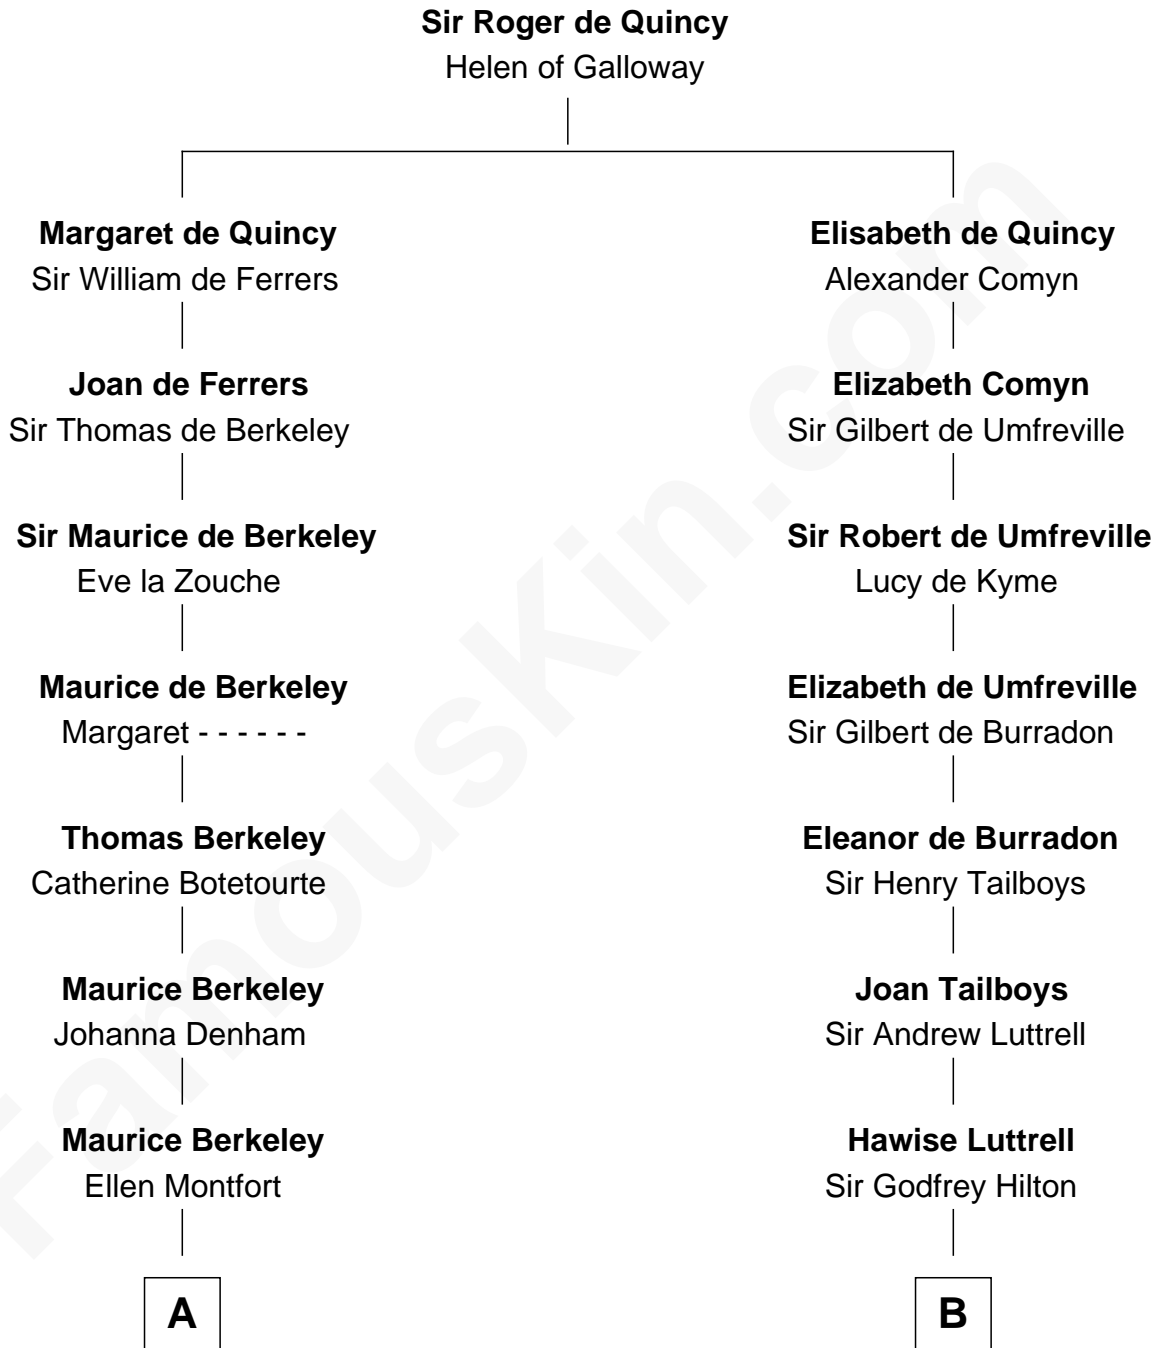 Sir Roger de Quincy
Helen of Galloway
Margaret de Quincy
Sir William de Ferrers
Elisabeth de Quincy
Alexander Comyn
Joan de Ferrers
Sir Thomas de Berkeley
Elizabeth Comyn
Sir Gilbert de Umfreville
Sir Maurice de Berkeley
Eve la Zouche
Sir Robert de Umfreville
Lucy de Kyme
Maurice de Berkeley
Margaret - - - - - -
Elizabeth de Umfreville
Sir Gilbert de Burradon
Thomas Berkeley
Catherine Botetourte
Eleanor de Burradon
Sir Henry Tailboys
Maurice Berkeley
Johanna Denham
Joan Tailboys
Sir Andrew Luttrell
Maurice Berkeley
Ellen Montfort
Hawise Luttrell
Sir Godfrey Hilton
A
B
FamousKin.com